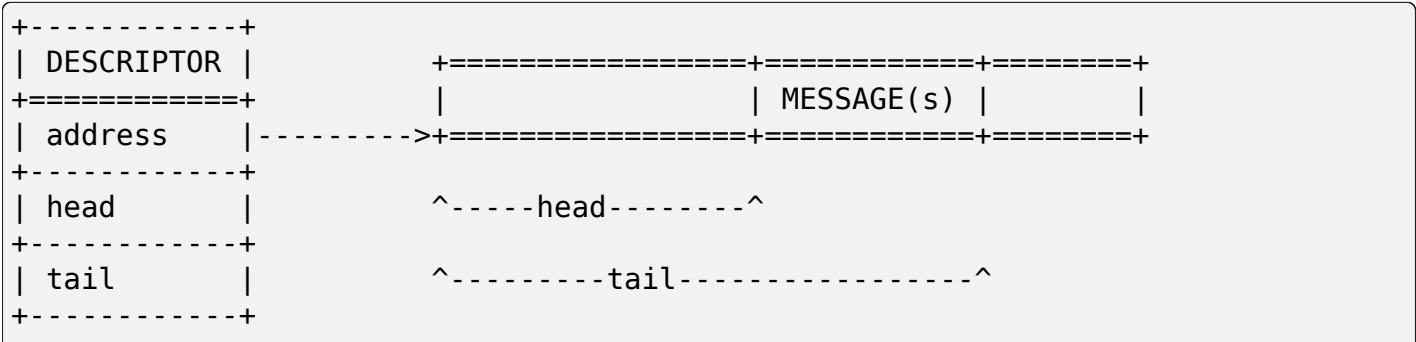 +------------+
| DESCRIPTOR |          +=================+============+========+
+============+          |                 | MESSAGE(s) |        |
| address    |--------->+=================+============+========+
+------------+
| head       |          ^-----head--------^
+------------+
| tail       |          ^---------tail-----------------^
+------------+